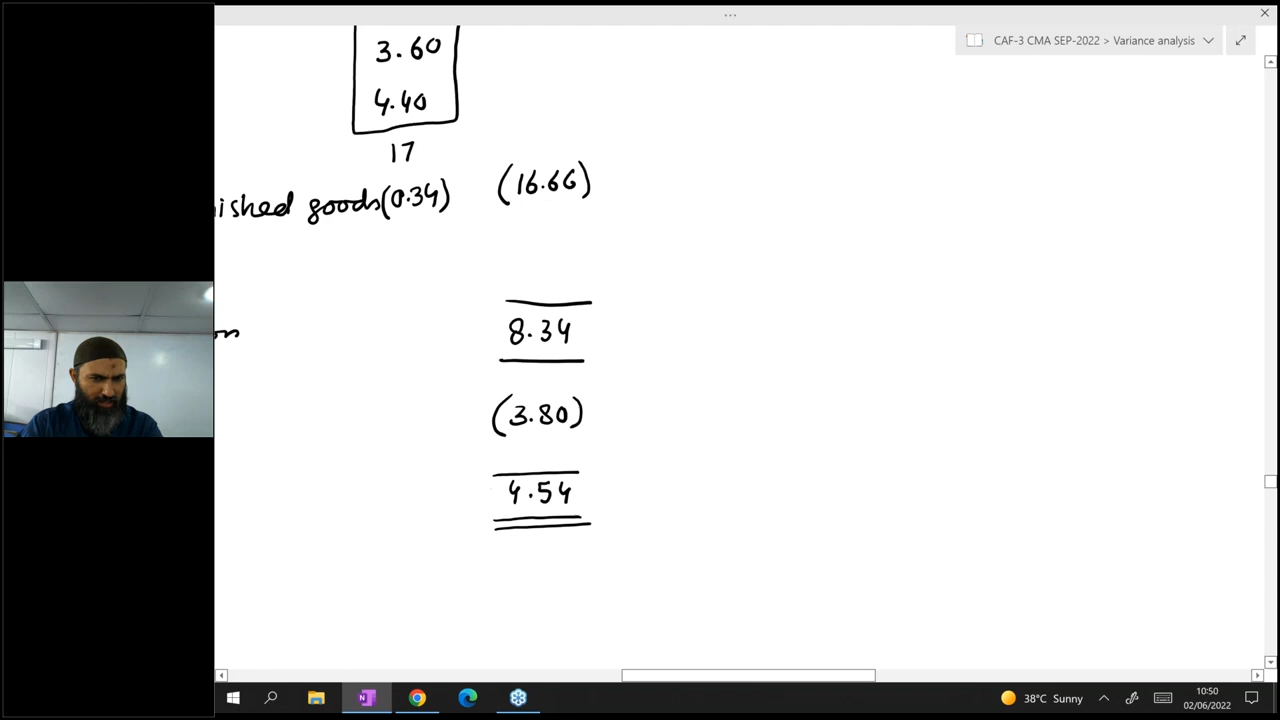 CAF-3 CMA SEP-2022 > Variance analysis
3.60
4.40
17
ished goods(0.34) (16.66)
on
8.34
(3.80)
4.54
38°C Sunny
10:50
02/06/2022